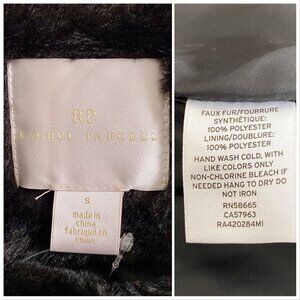 RP
RACHEL PARCELL
S
made in
china
fabriqué en
china
FAUX FUR/FOURRURE
SYNTHÉTIQUE:
100% POLYESTER
LINING/DOUBLURE:
100% POLYESTER
HAND WASH COLD, WITH
LIKE COLORS ONLY
NON-CHLORINE BLEACH IF
NEEDED HANG TO DRY DO
NOT IRON
RN58665
CA57963
RA420284MI